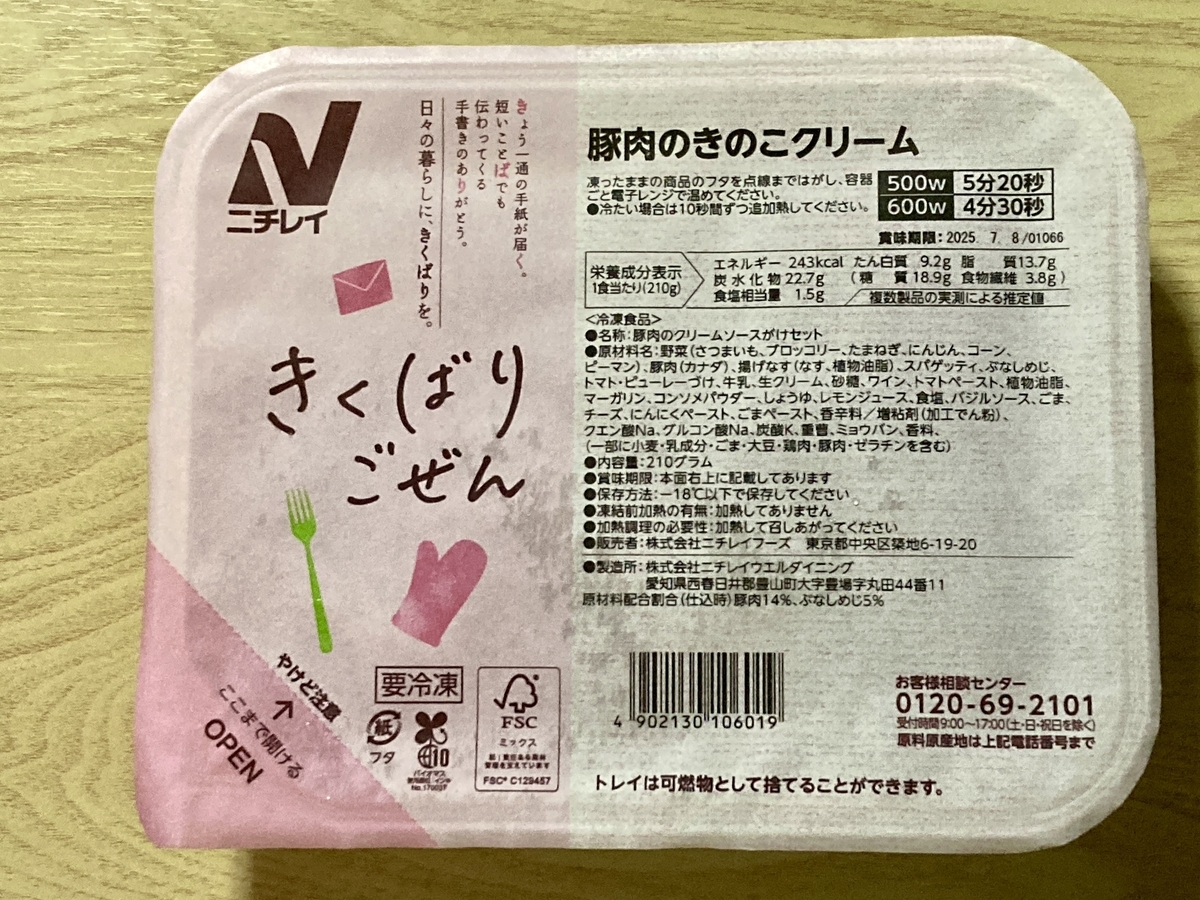 ニチレイ
きょう一通の手紙が届く。
短いことばでも
伝わってくる
手書きのありがとう。
日々の暮らしに、きくばりを。
きくばり
ごぜん
やけど注意
ここまで開ける
OPEN
要冷凍
紙
フタ
10
バイオマス
FSC
ミックス
FSC® C129457
豚肉のきのこクリーム
凍ったままの商品のフタを点線まではがし、容器
ごと電子レンジで温めてください。
●冷たい場合は10秒間ずつ追加熱してください。
500w 5分20秒
600w 4分30秒
賞味期限:2025. 7. 8/01066
栄養成分表示
1食当たり(210g)
エネルギー 243kcal たん白質 9.2g 脂 質13.7g
炭水化物 22.7g (糖 質 18.9g 食物繊維 3.8g)
食塩相当量 1.5g 複数製品の実測による推定値
<冷凍食品>
●名称:豚肉のクリームソースがけセット
●原材料名:野菜(さつまいも、ブロッコリー、たまねぎ、にんじん、コーン、
ピーマン)、豚肉(カナダ)、揚げなす(なす、植物油脂)、スパゲッティ、ぶなしめじ、
トマト・ピューレーづけ、牛乳、生クリーム、砂糖、ワイン、トマトペースト、植物油脂、
マーガリン、コンソメパウダー、しょうゆ、レモンジュース、食塩、バジルソース、ごま、
チーズ、にんにくペースト、ごまペースト、香辛料/増粘剤(加工でん粉)、
クエン酸Na、グルコン酸Na、炭酸K、重曹、ミョウバン、香料、
(一部に小麦・乳成分・ごま・大豆・鶏肉・豚肉・ゼラチンを含む)
●内容量:210グラム
●賞味期限:本面右上に記載してあります
●保存方法:-18℃以下で保存してください
●凍結前加熱の有無:加熱してありません
●加熱調理の必要性:加熱して召しあがってください
●販売者:株式会社ニチレイフーズ 東京都中央区築地6-19-20
●製造所:株式会社ニチレイウエルダイニング
愛知県西春日井郡豊山町大字豊場字丸田44番11
原材料配合割合(仕込時)豚肉14%、ぶなしめじ5%
4 902130 106019
お客様相談センター
0120-69-2101
受付時間9:00~17:00(土・日・祝日を除く)
原料原産地は上記電話番号まで
トレイは可燃物として捨てることができます。